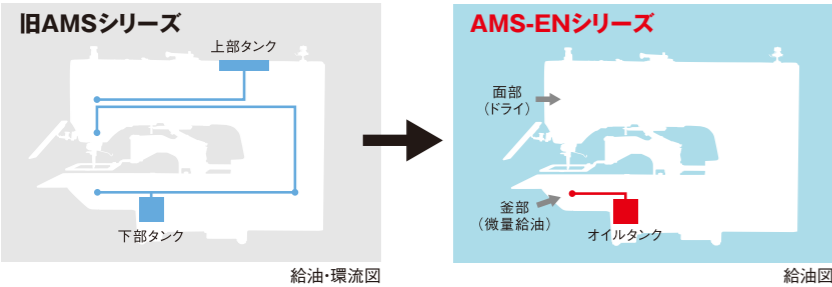 旧AMSシリーズ
上部タンク
下部タンク
給油・環流図
AMS-ENシリーズ
面部
（ドライ）
釜部
（微量給油）
オイルタンク
給油図